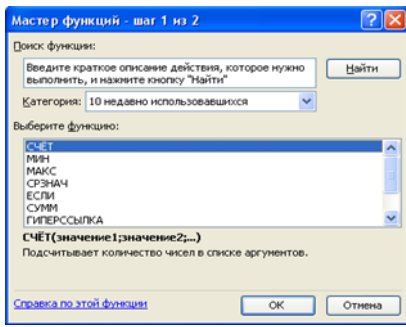 Мастер функций - шаг 1 из 2
Поиск функции:
Введите краткое описание действия, которое нужно
выполнить, и нажмите кнопку "Найти"
Найти
Категория: 10 недавно использовавшихся
Выберите функцию:
СЧЁТ
МИН
МАКС
СРЗНАЧ
ЕСЛИ
СУММ
ГИПЕРССЫЛКА
СЧЁТ(значение1;значение2;...)
Подсчитывает количество чисел в списке аргументов.
Справка по этой функции
ОК
Отмена